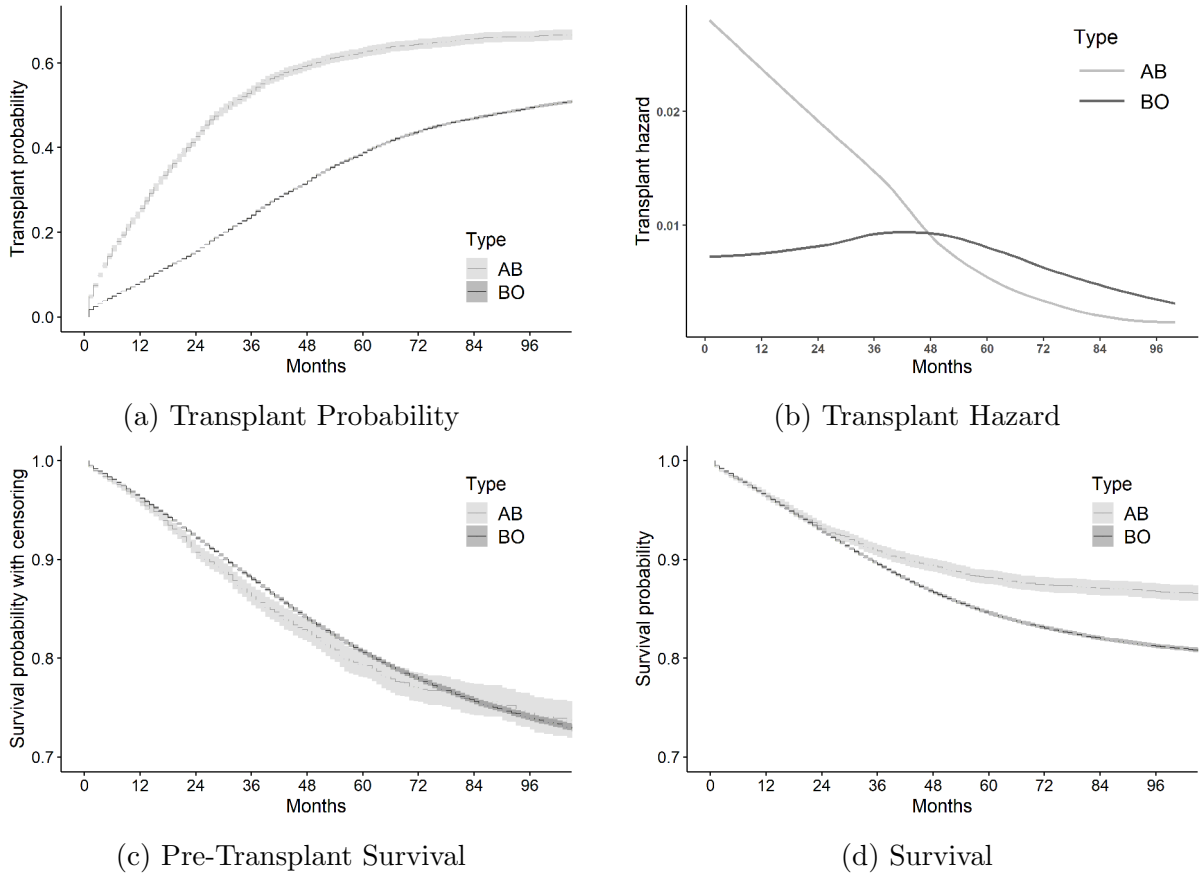 Transplant probability
0.6
0.4
0.2
0.0
Type
AB
BO
0 12 24 36 48 60 72 84 96
Months
(a) Transplant Probability
Transplant hazard
0.02
0.01
Type
AB
BO
0 12 24 36 48 60 72 84 96
Months
(b) Transplant Hazard
Survival probability with censoring
1.0
0.9
0.8
0.7
Type
AB
BO
0 12 24 36 48 60 72 84 96
Months
(c) Pre-Transplant Survival
Survival probability
1.0
0.9
0.8
0.7
Type
AB
BO
0 12 24 36 48 60 72 84 96
Months
(d) Survival